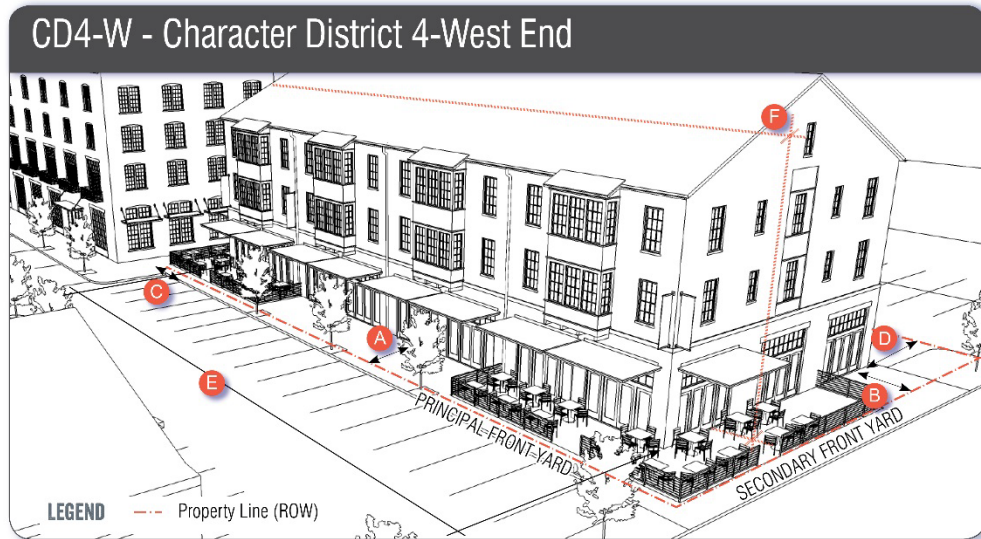 CD4-W - Character District 4-West End
F
C
A
D
E
B
PRINCIPAL FRONT YARD
SECONDARY FRONT YARD
LEGEND Property Line (ROW)